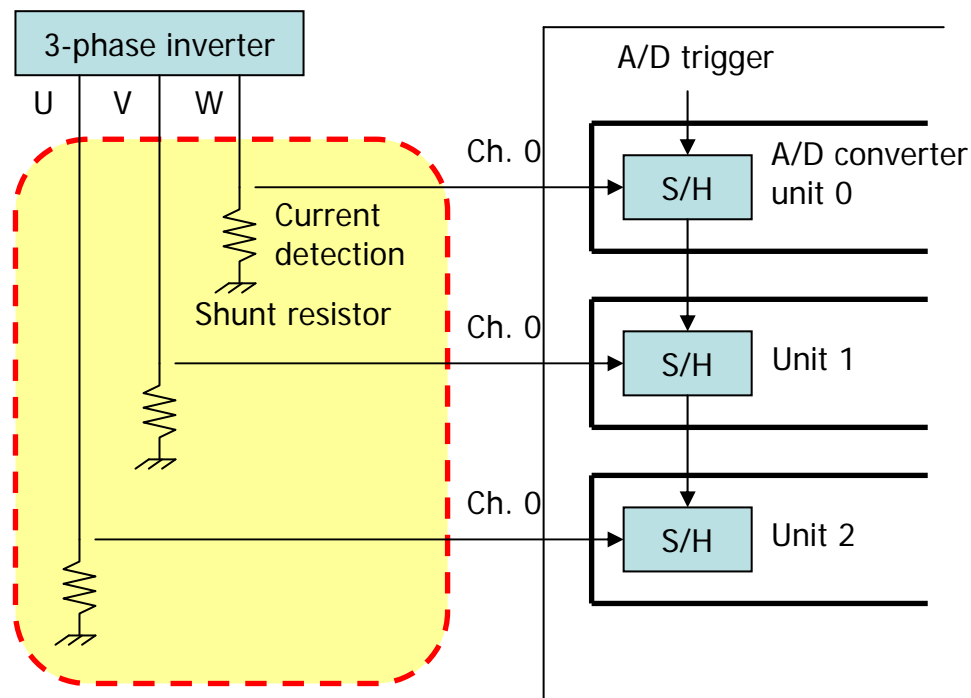 3-phase inverter
U V W
A/D trigger
Ch. 0
S/H
A/D converter
unit 0
Current
detection
Shunt resistor
Ch. 0
S/H
Unit 1
Ch. 0
S/H
Unit 2